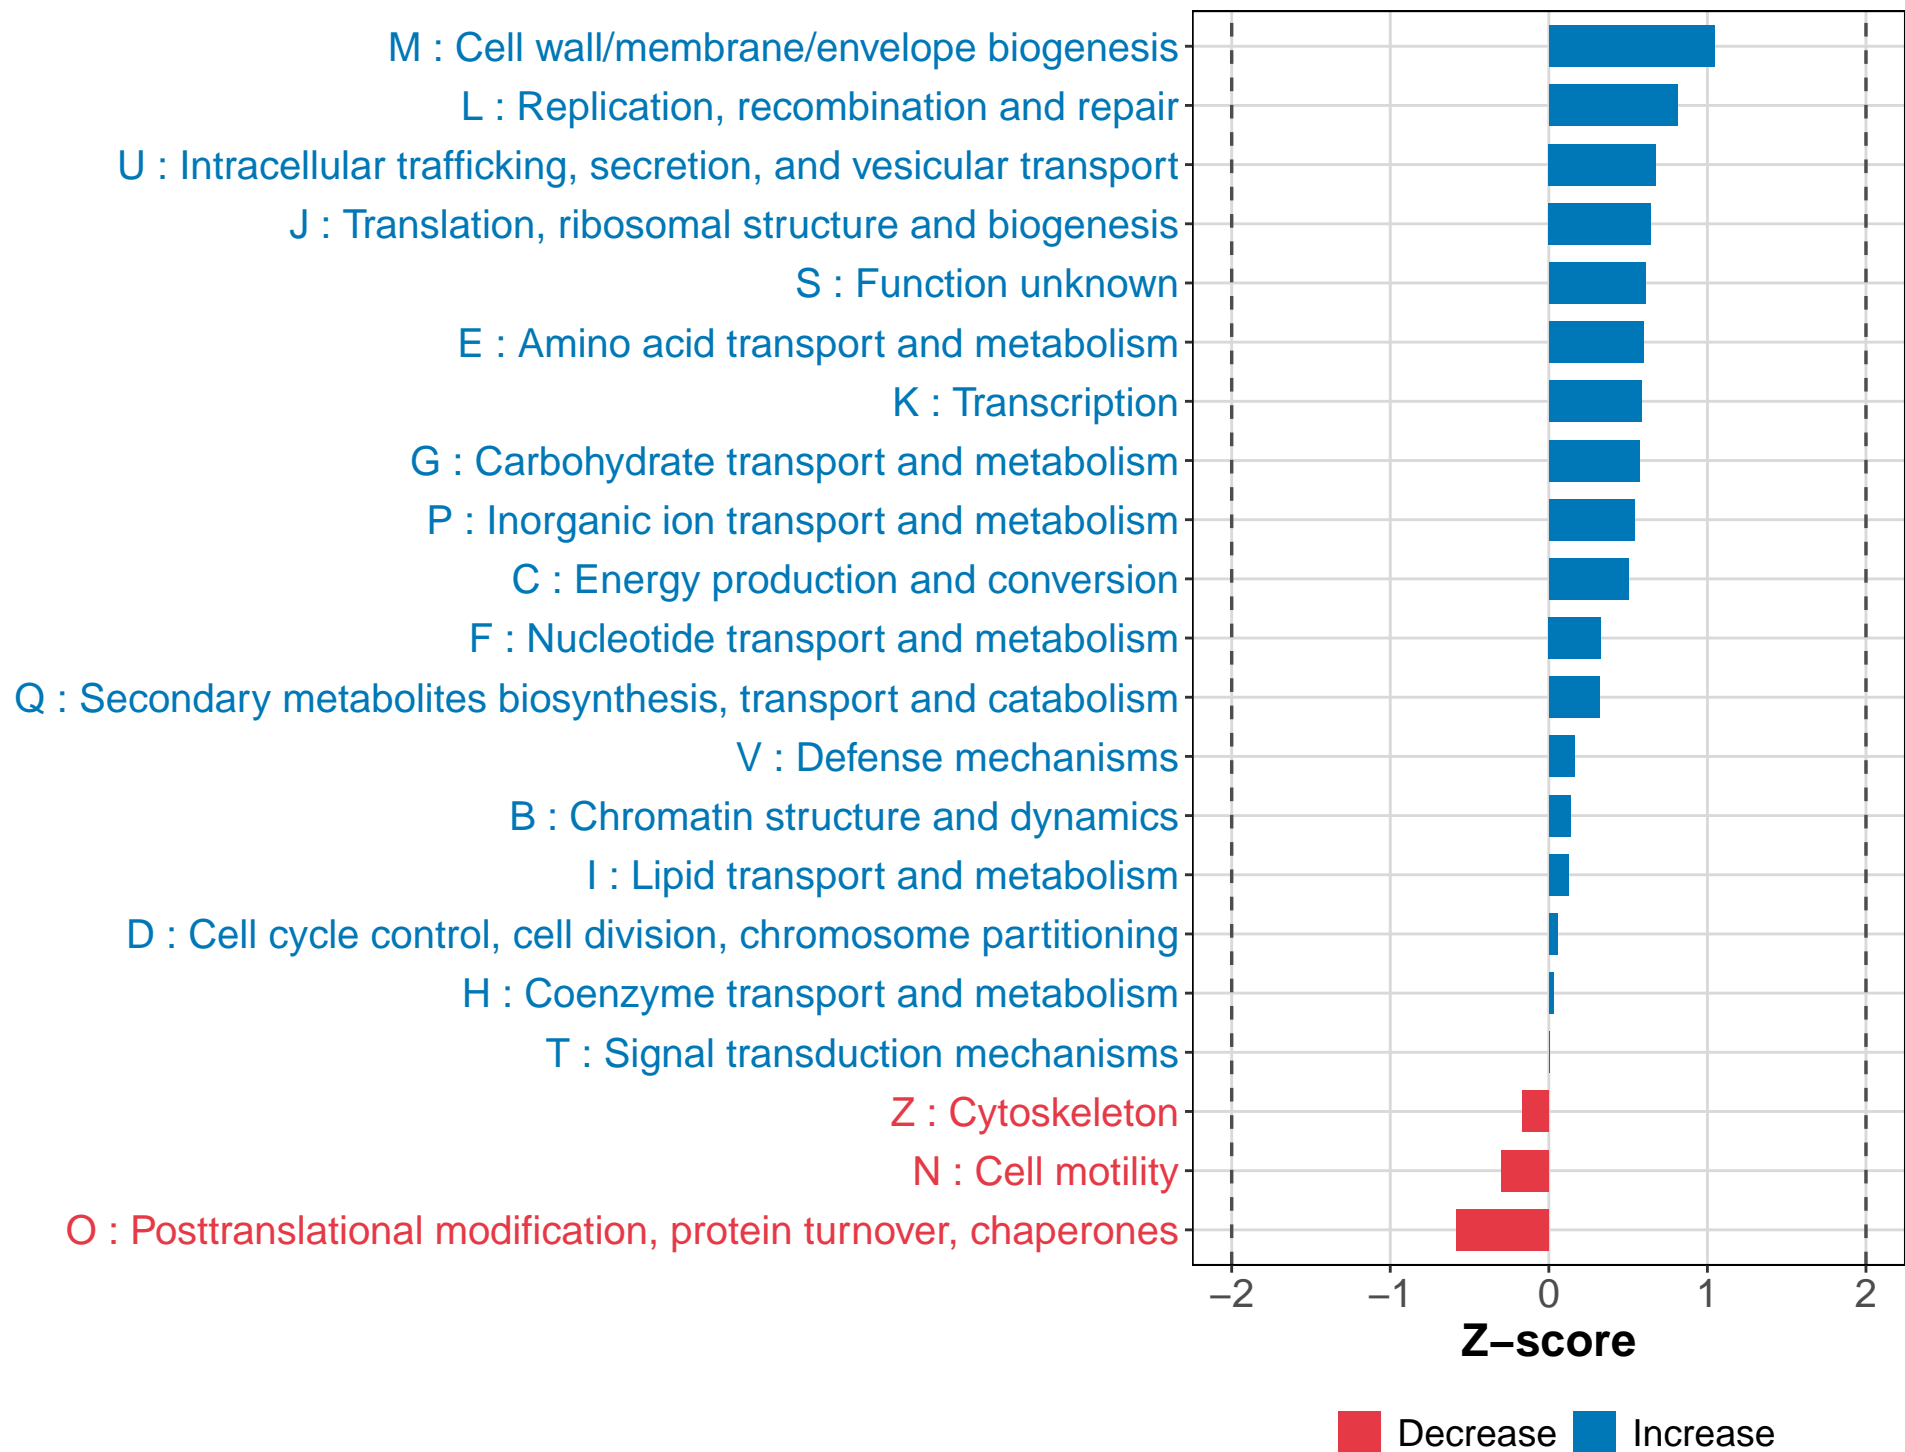 M : Cell wall/membrane/envelope biogenesis
L : Replication, recombination and repair
U : Intracellular trafficking, secretion, and vesicular transport
J : Translation, ribosomal structure and biogenesis
S : Function unknown
E : Amino acid transport and metabolism
K : Transcription
G : Carbohydrate transport and metabolism
P : Inorganic ion transport and metabolism
C : Energy production and conversion
F : Nucleotide transport and metabolism
Q : Secondary metabolites biosynthesis, transport and catabolism
V : Defense mechanisms
B : Chromatin structure and dynamics
I : Lipid transport and metabolism
D : Cell cycle control, cell division, chromosome partitioning
H : Coenzyme transport and metabolism
T : Signal transduction mechanisms
Z : Cytoskeleton
N : Cell motility
O : Posttranslational modification, protein turnover, chaperones
−2 −1 0 1 2
Z−score
Decrease Increase